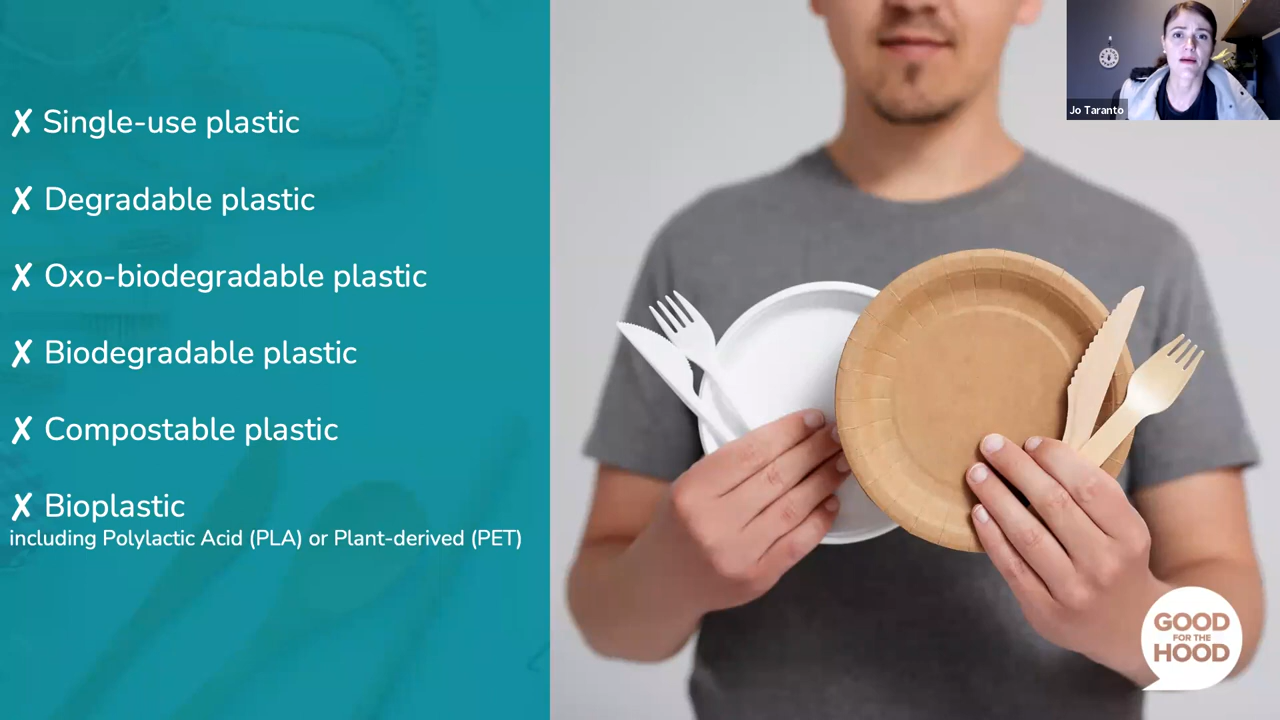 ✗ Single-use plastic
✗ Degradable plastic
✗ Oxo-biodegradable plastic
✗ Biodegradable plastic
✗ Compostable plastic
✗ Bioplastic
including Polylactic Acid (PLA) or Plant-derived (PET)
Jo Taranto
GOOD
FOR THE
HOOD